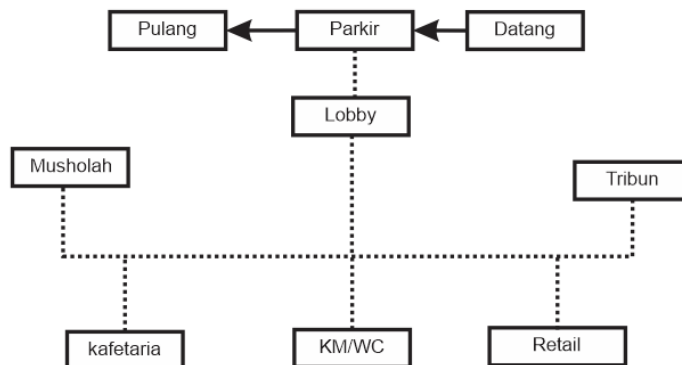 Pulang
Parkir
Datang
Lobby
Musholah
Tribun
kafetaria
KM/WC
Retail